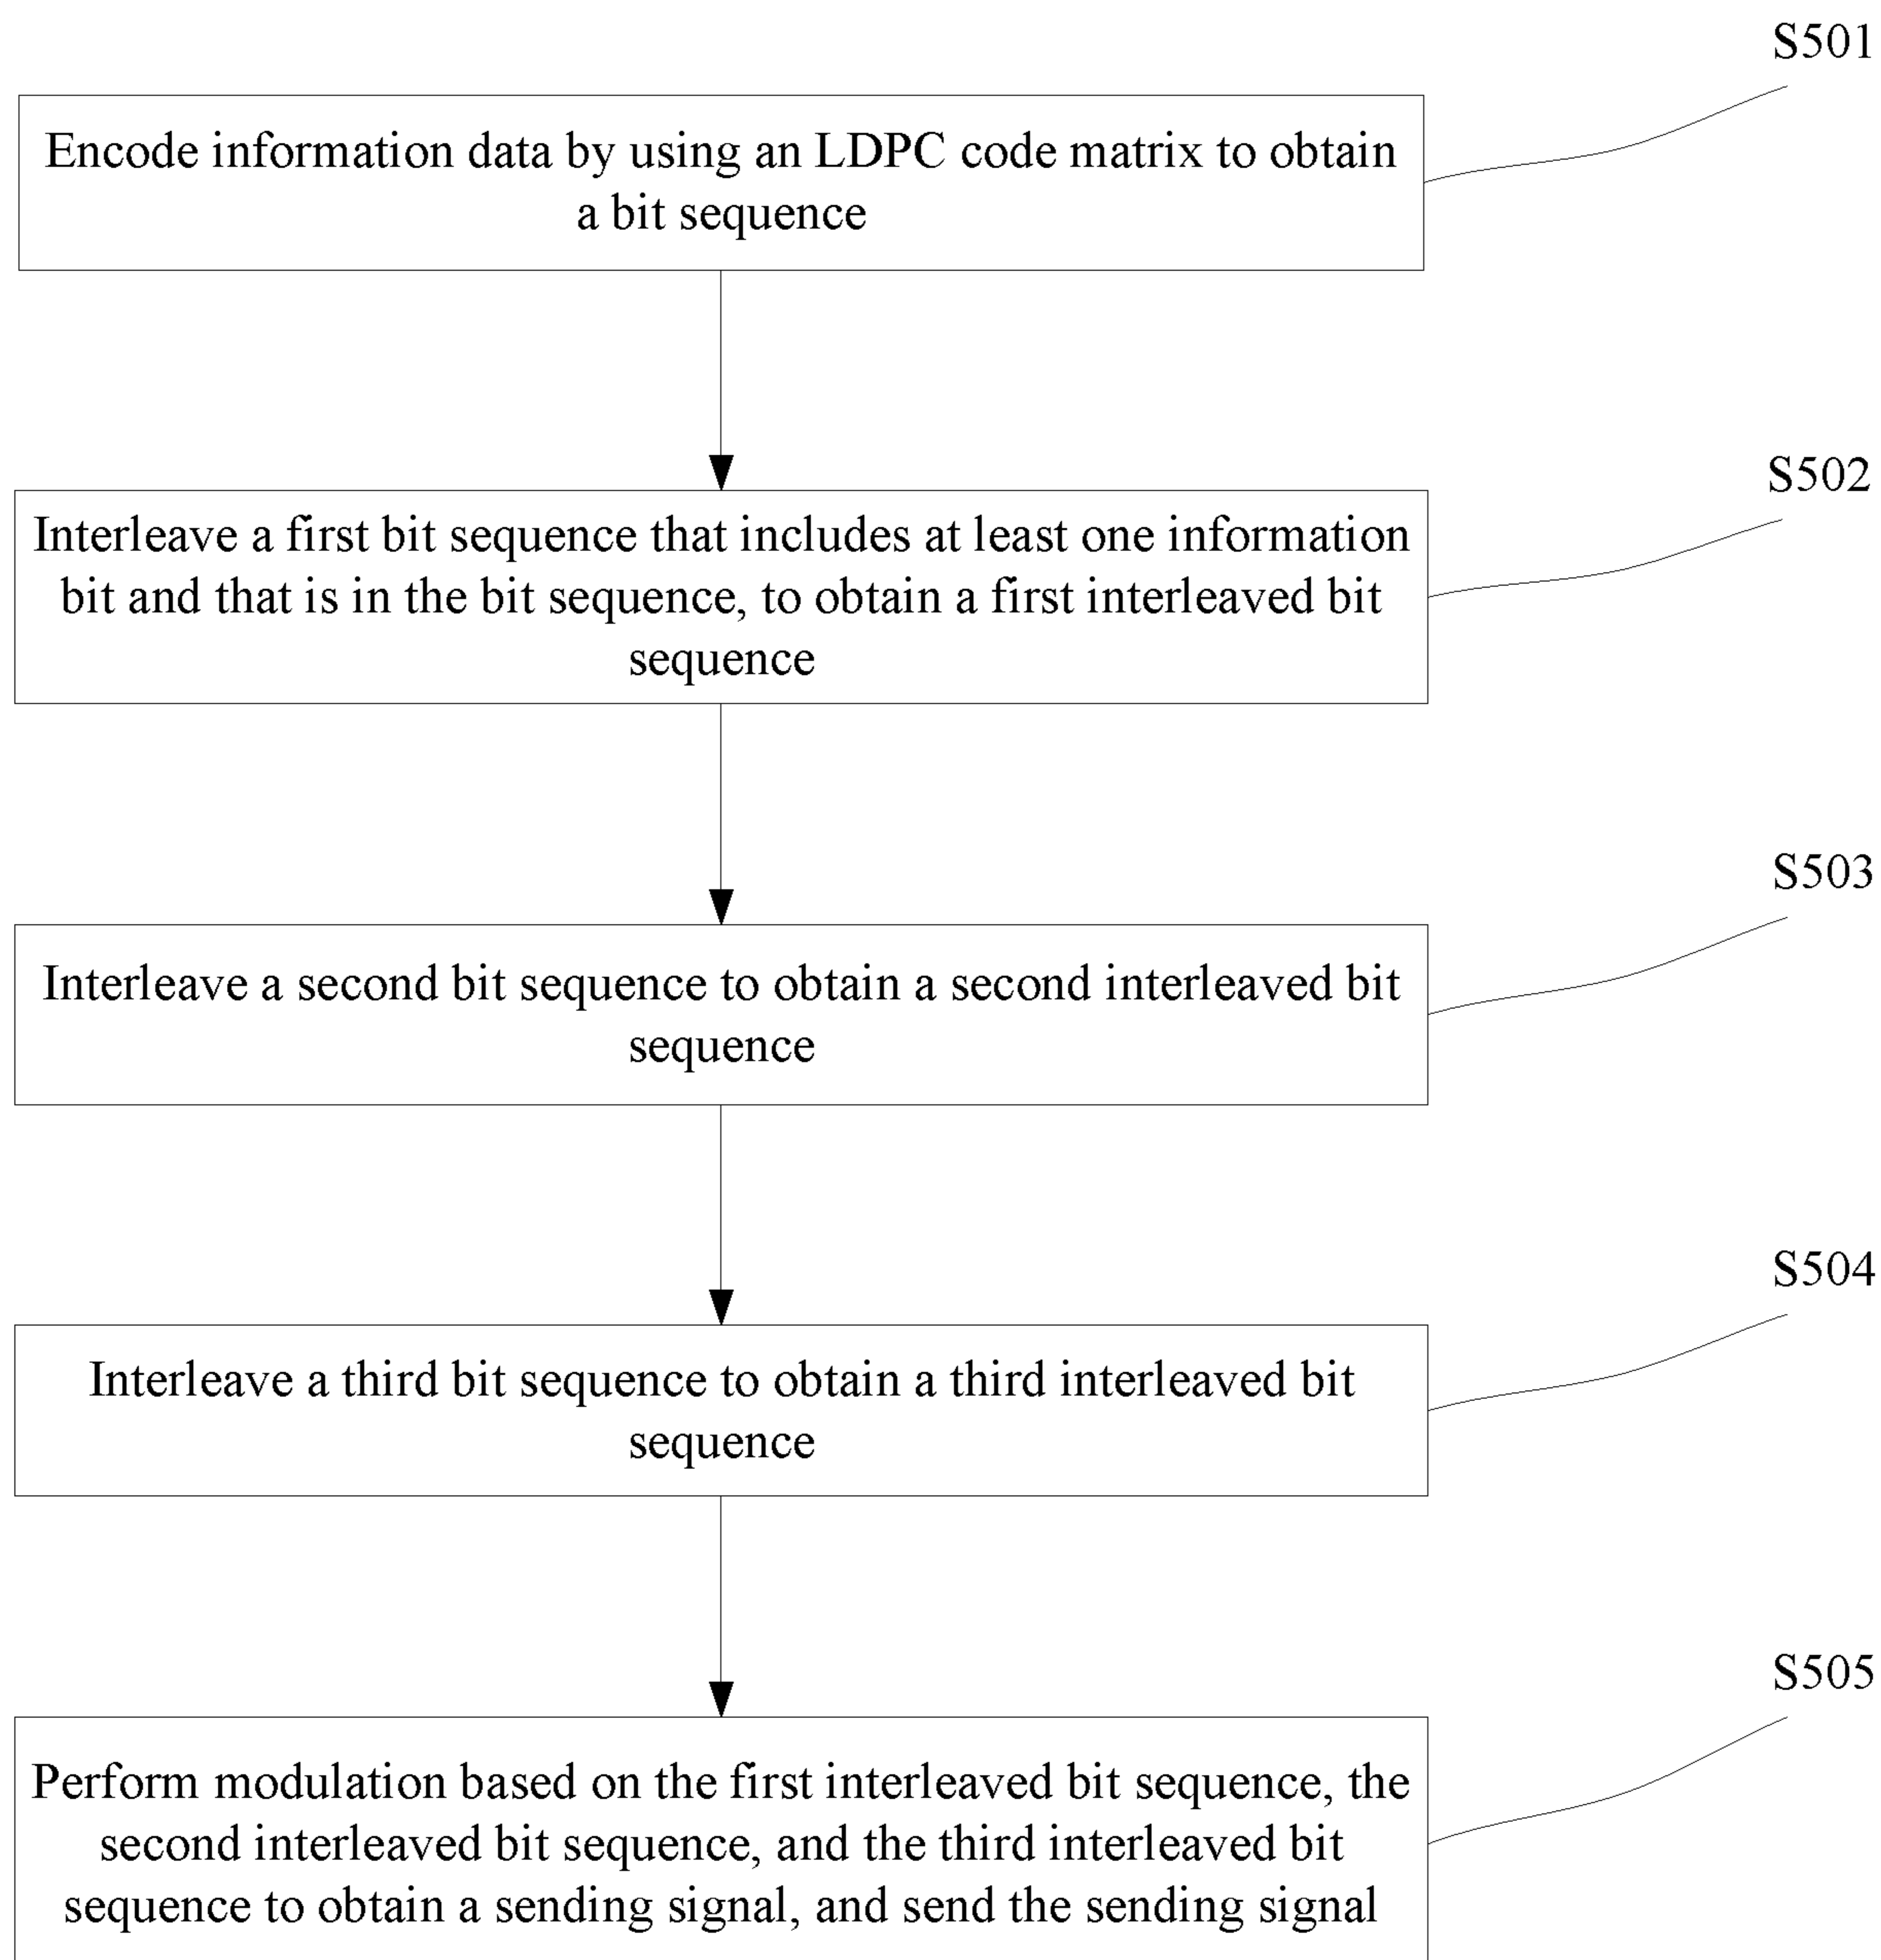 S501
Encode information data by using an LDPC code matrix to obtain
a bit sequence
S502
Interleave a first bit sequence that includes at least one information
bit and that is in the bit sequence, to obtain a first interleaved bit
sequence
S503
Interleave a second bit sequence to obtain a second interleaved bit
sequence
S504
Interleave a third bit sequence to obtain a third interleaved bit
sequence
S505
Perform modulation based on the first interleaved bit sequence, the
second interleaved bit sequence, and the third interleaved bit
sequence to obtain a sending signal, and send the sending signal